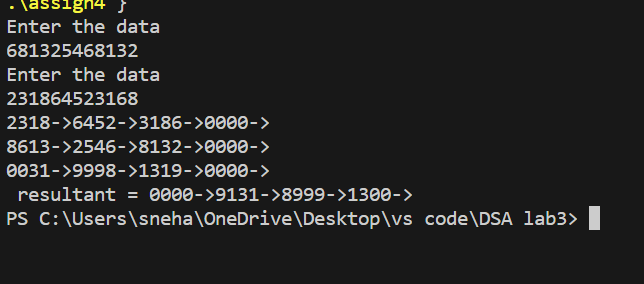 .\assign4 }
Enter the data
681325468132
Enter the data
231864523168
2318->6452->3186->0000->
8613->2546->8132->0000->
0031->9998->1319->0000->
 resultant = 0000->9131->8999->1300->
PS C:\Users\sneha\OneDrive\Desktop\vs code\DSA lab3>